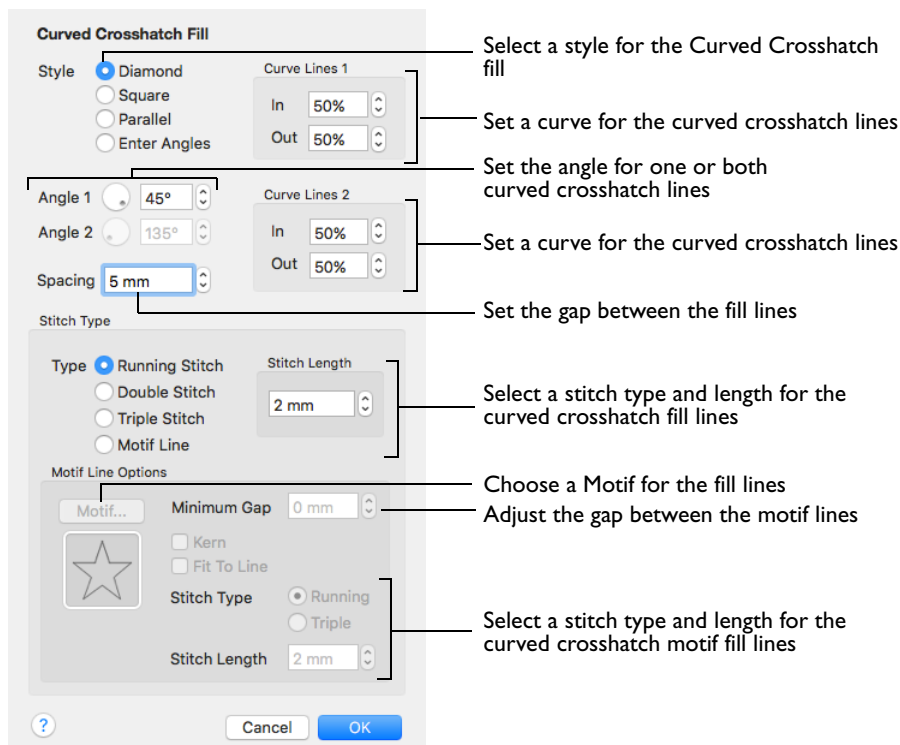 Curved Crosshatch Fill
Style
Diamond
Square
Parallel
Enter Angles
Curve Lines 1
In 50%
Out 50%
Angle 1 45°
Angle 2 135°
Spacing 5 mm
Curve Lines 2
In 50%
Out 50%
Stitch Type
Type
Running Stitch
Double Stitch
Triple Stitch
Motif Line
Stitch Length
2 mm
Motif Line Options
Motif...
Minimum Gap 0 mm
Kern
Fit To Line
Stitch Type
Running
Triple
Stitch Length 2 mm
?
Cancel
OK
Select a style for the Curved Crosshatch
fill
Set a curve for the curved crosshatch lines
Set the angle for one or both
curved crosshatch lines
Set a curve for the curved crosshatch lines
Set the gap between the fill lines
Select a stitch type and length for the
curved crosshatch fill lines
Choose a Motif for the fill lines
Adjust the gap between the motif lines
Select a stitch type and length for the
curved crosshatch motif fill lines